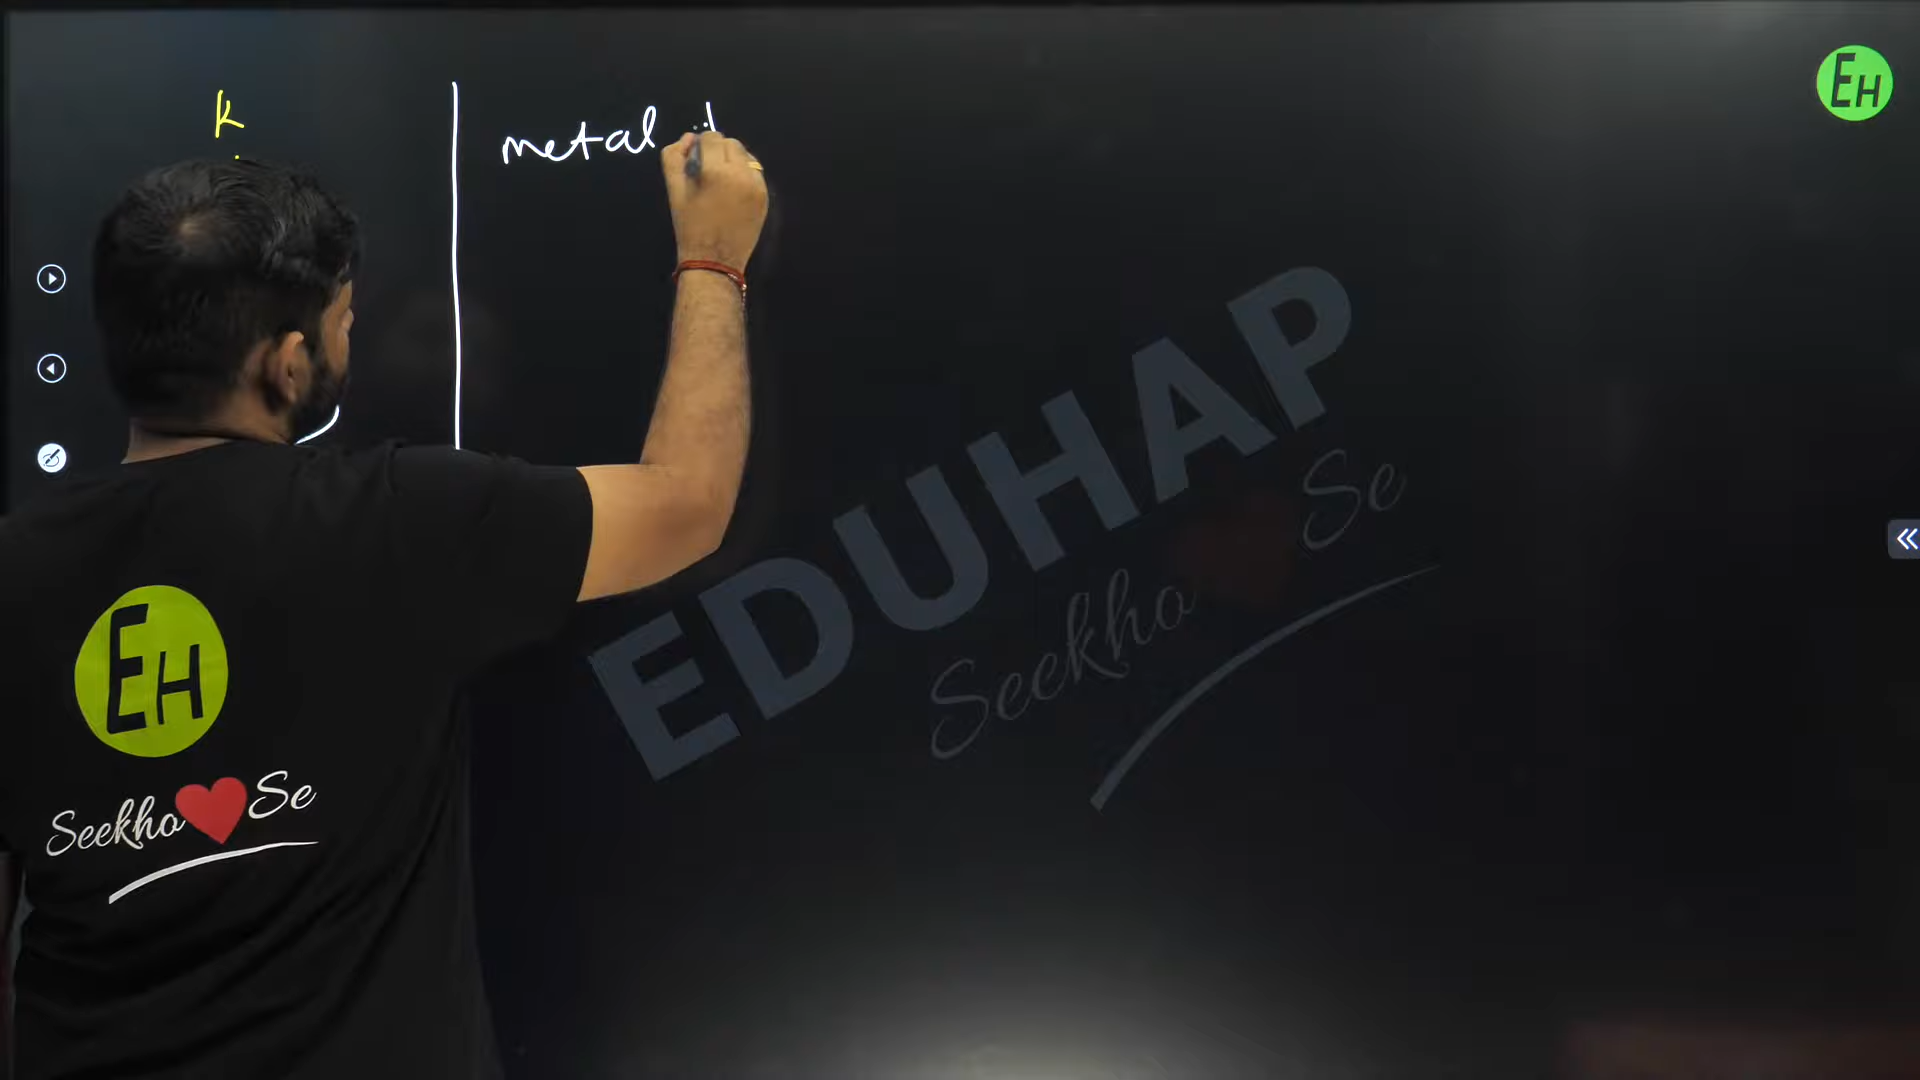 K
metal
EH
EDUHAP
Seekho Se
EH
Seekho ❤ Se